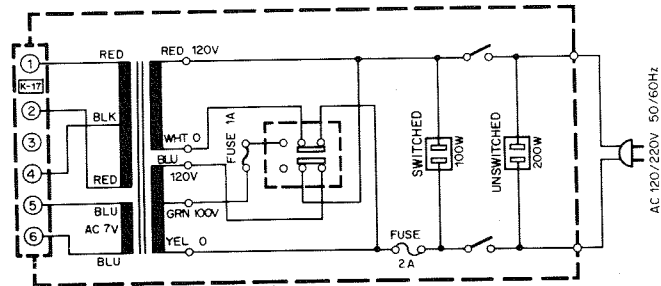 1
K-17
2
3
4
5
6
RED
BLK
RED
BLU
AC 7V
BLU
RED 120V
WHT 0
BLU
120V
GRN 100V
YEL 0
FUSE 1A
FUSE
2A
SWITCHED
100W
UNSWITCHED
200W
AC 120/220V 50/60Hz